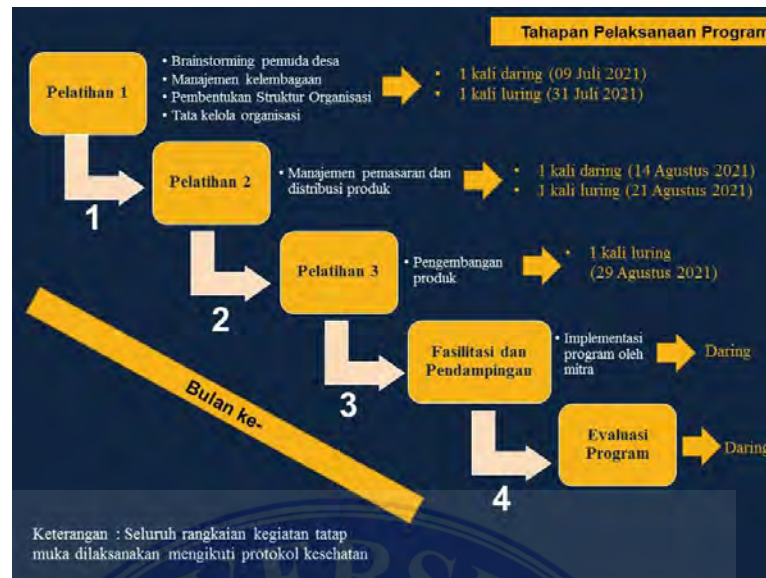 Tahapan Pelaksanaan Program
Pelatihan 1
• Brainstorming pemuda desa
• Manajemen kelembagaan
• Pembentukan Struktur Organisasi
• Tata kelola organisasi
• 1 kali daring (09 Juli 2021)
• 1 kali luring (31 Juli 2021)
1
Pelatihan 2
• Manajemen pemasaran dan
distribusi produk
• 1 kali daring (14 Agustus 2021)
• 1 kali luring (21 Agustus 2021)
2
Pelatihan 3
• Pengembangan
produk
• 1 kali luring
(29 Agustus 2021)
3
Fasilitasi dan
Pendampingan
• Implementasi
program oleh
mitra
Daring
4
Evaluasi
Program
Daring
Bulan ke-
Keterangan : Seluruh rangkaian kegiatan tatap
muka dilaksanakan mengikuti protokol kesehatan